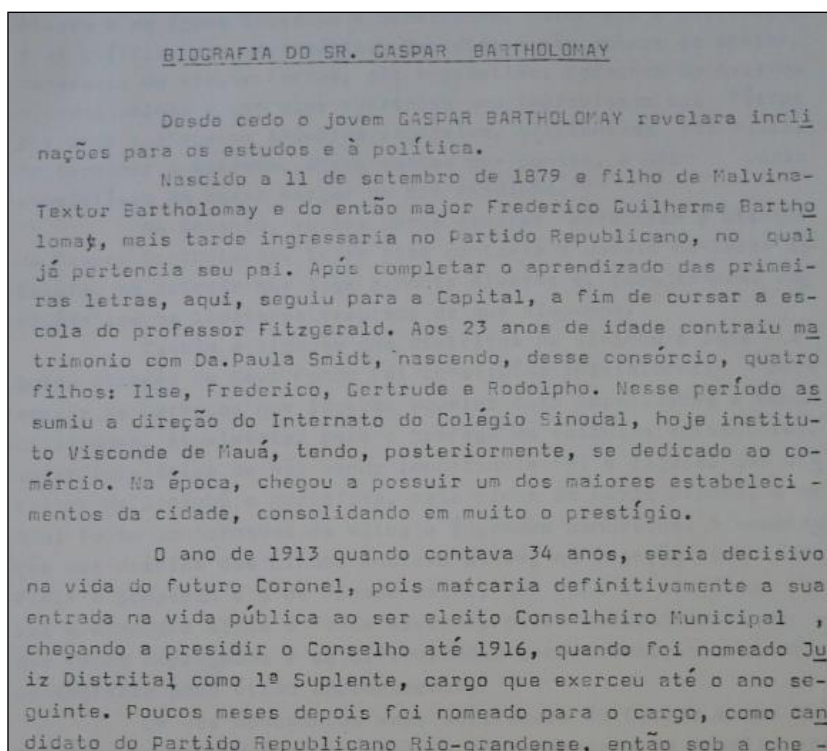 BIOGRAFIA DO SR. GASPAR BARTHOLOMAY
Desde cedo o jovem GASPAR BARTHOLOMAY revelara incli
nações para os estudos e à política.
Nascido a 11 de setembro de 1879 e filho de Malvina-
Textor Bartholomay e do então major Frederico Guilherme Bartho
lomay, mais tarde ingressaria no Partido Republicano, no qual
já pertencia seu pai. Após completar o aprendizado das primei-
ras letras, aqui, seguiu para a Capital, a fim de cursar a es-
cola do professor Fitzgerald. Aos 23 anos de idade contraiu ma
trimonio com Da.Paula Smidt, nascendo, desse consórcio, quatro
filhos: Ilse, Frederico, Gertrude e Rodolpho. Nesse período as
sumiu a direção do Internato do Colégio Sinodal, hoje institu-
to Visconde de Mauá, tendo, posteriormente, se dedicado ao co-
mércio. Na época, chegou a possuir um dos maiores estabeleci -
mentos da cidade, consolidando em muito o prestígio.
O ano de 1913 quando contava 34 anos, seria decisivo
na vida do futuro Coronel, pois marcaria definitivamente a sua
entrada na vida pública ao ser eleito Conselheiro Municipal ,
chegando a presidir o Conselho até 1916, quando foi nomeado Ju
iz Distrital como 1º Suplente, cargo que exerceu até o ano se-
guinte. Poucos meses depois foi nomeado para o cargo, como can
didato do Partido Republicano Rio-grandense, então sob a che -